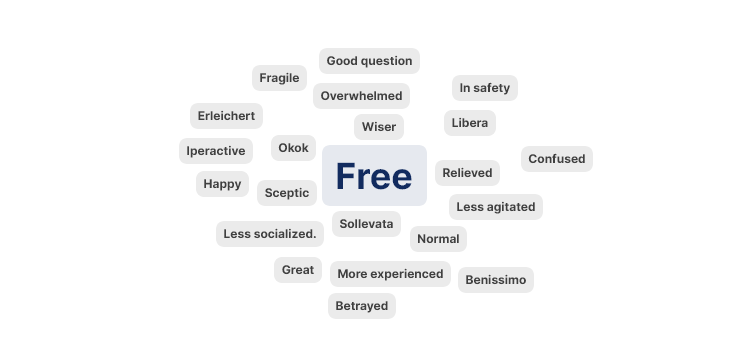 Good question
Fragile
In safety
Overwhelmed
Erleichert
Libera
Wiser
Okok
Iperactive
Confused
Free
Relieved
Happy
Sceptic
Less agitated
Sollevata
Less socialized.
Normal
Great
More experienced
Benissimo
Betrayed